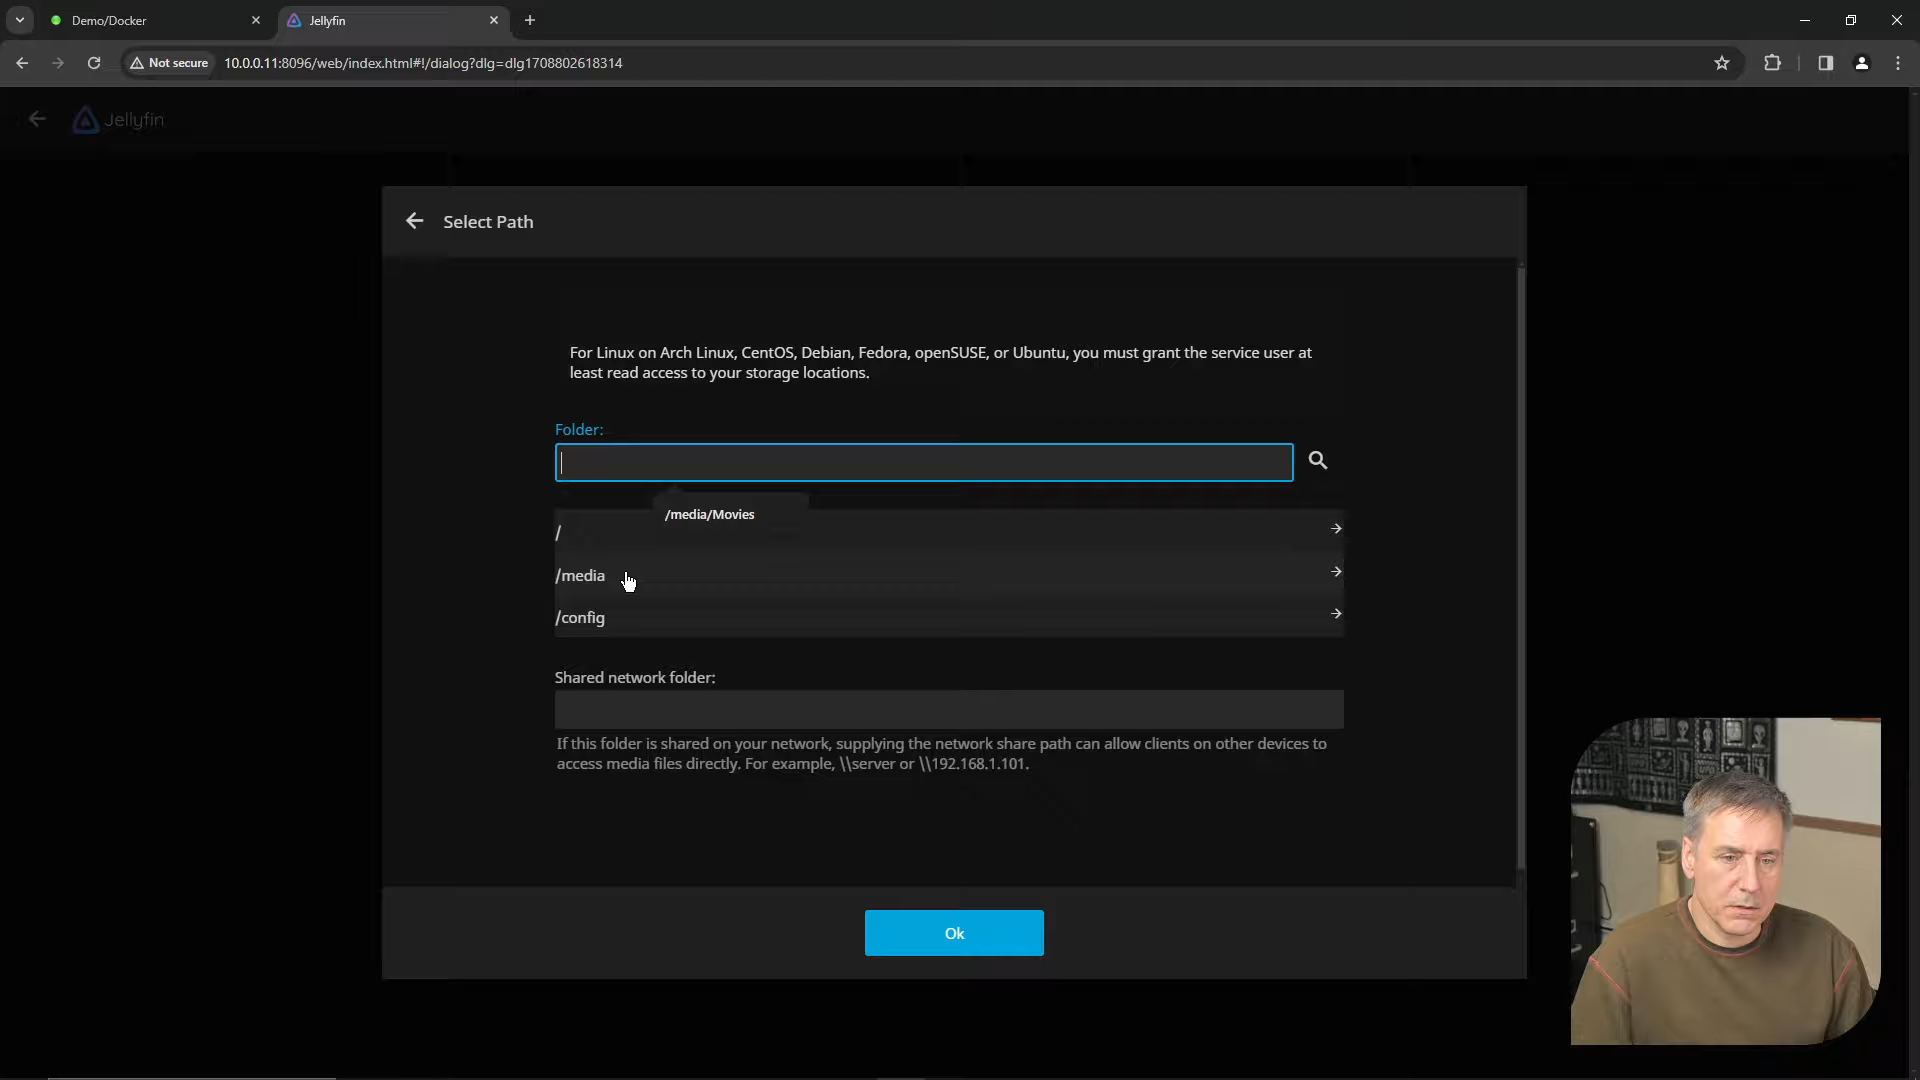 Demo/Docker
Jellyfin
Not secure
10.0.0.11:8096/web/index.html#!/dialog?dlg=dlg1708802618314
Jellyfin
Select Path
For Linux on Arch Linux, CentOS, Debian, Fedora, openSUSE, or Ubuntu, you must grant the service user at
least read access to your storage locations.
Folder:
/media/Movies
/
/media
/config
Shared network folder:
If this folder is shared on your network, supplying the network share path can allow clients on other devices to
access media files directly. For example, \\server or \\192.168.1.101.
Ok